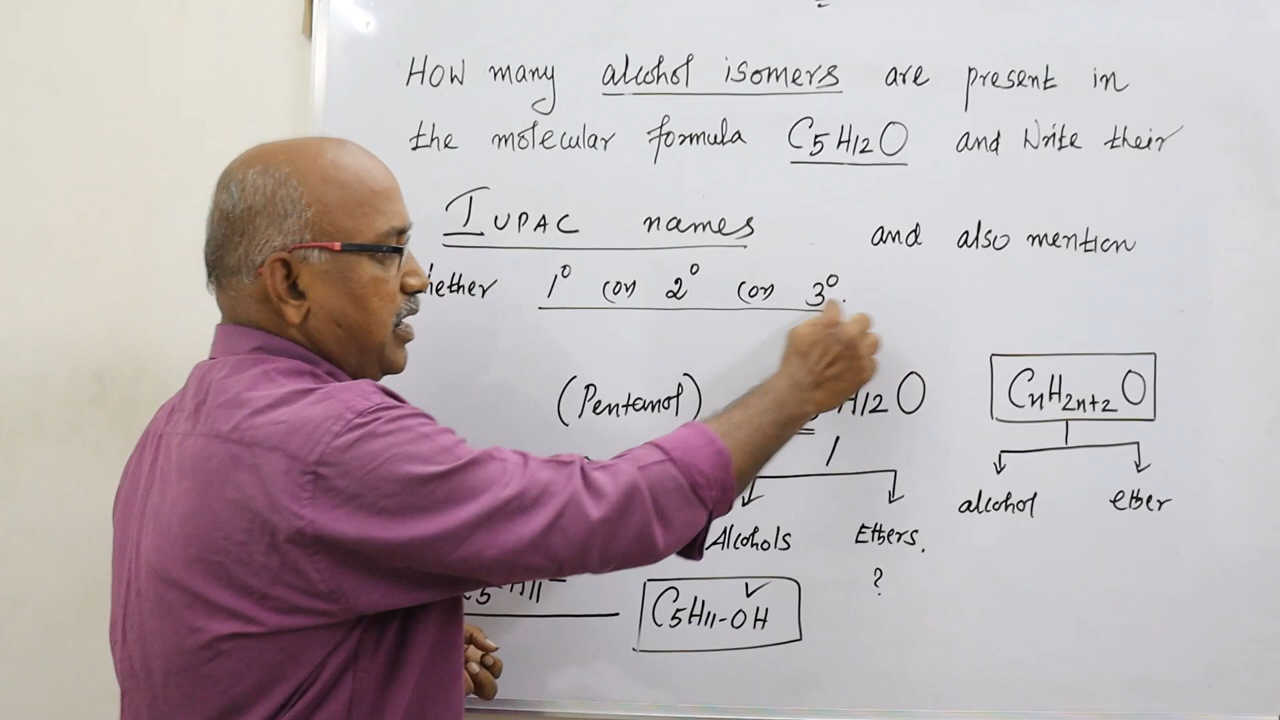 How many alcohol isomers are present in
the molecular formula C5H12O and write their
IUPAC names and also mention
1° (or) 2° (or) 3°.
(Pentanol) H12O CnH2n+2O
alcohol ether
Alcohols Ethers.
?
C5H11-OH